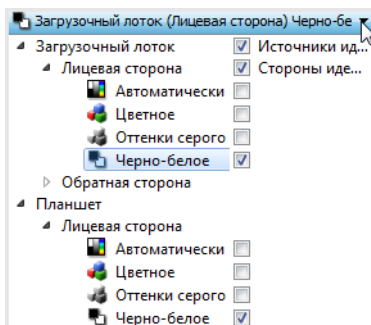 Загрузочный лоток (Лицевая сторона) Черно-бе
Загрузочный лоток Источники ид...
Лицевая сторона Стороны иде...
Автоматически
Цветное
Оттенки серого
Черно-белое
Обратная сторона
Планшет
Лицевая сторона
Автоматически
Цветное
Оттенки серого
Черно-белое